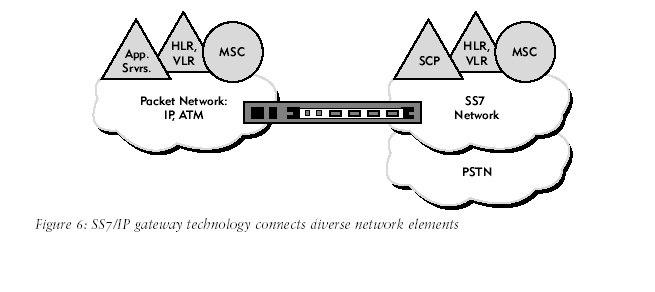 App.
Srvrs.
HLR,
VLR
MSC
SCP
HLR,
VLR
MSC
Packet Network:
IP, ATM
SS7
Network
PSTN
Figure 6: SS7/IP gateway technology connects diverse network elements